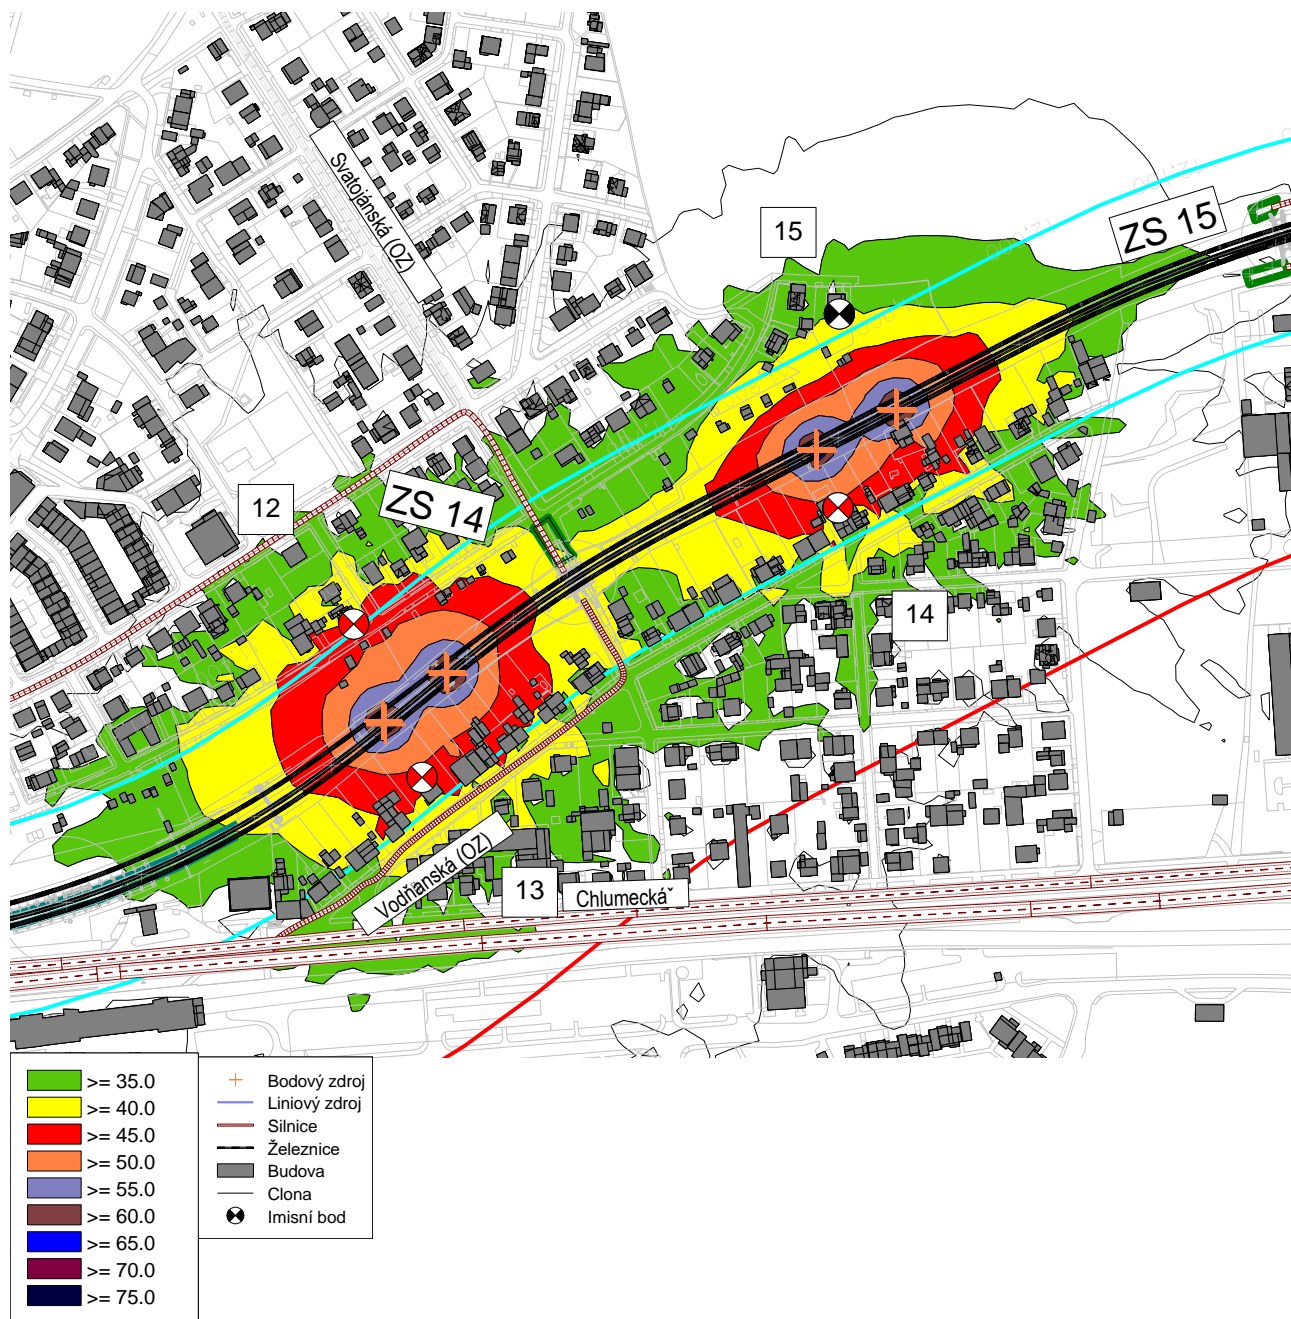 Svatojánská (OZ)
15
ZS 15
12
ZS 14
14
Vodňanská (OZ)
13
Chlumecká ̌
>= 35.0
>= 40.0
>= 45.0
>= 50.0
>= 55.0
>= 60.0
>= 65.0
>= 70.0
>= 75.0
Bodový zdroj
Liniový zdroj
Silnice
Železnice
Budova
Clona
Imisní bod